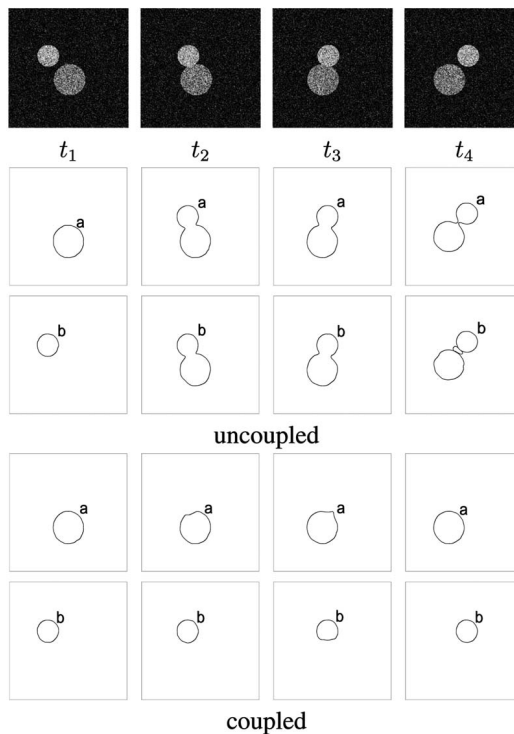 t₁ t₂ t₃ t₄
a a a a
b b b b
uncoupled
a a a a
b b b b
coupled